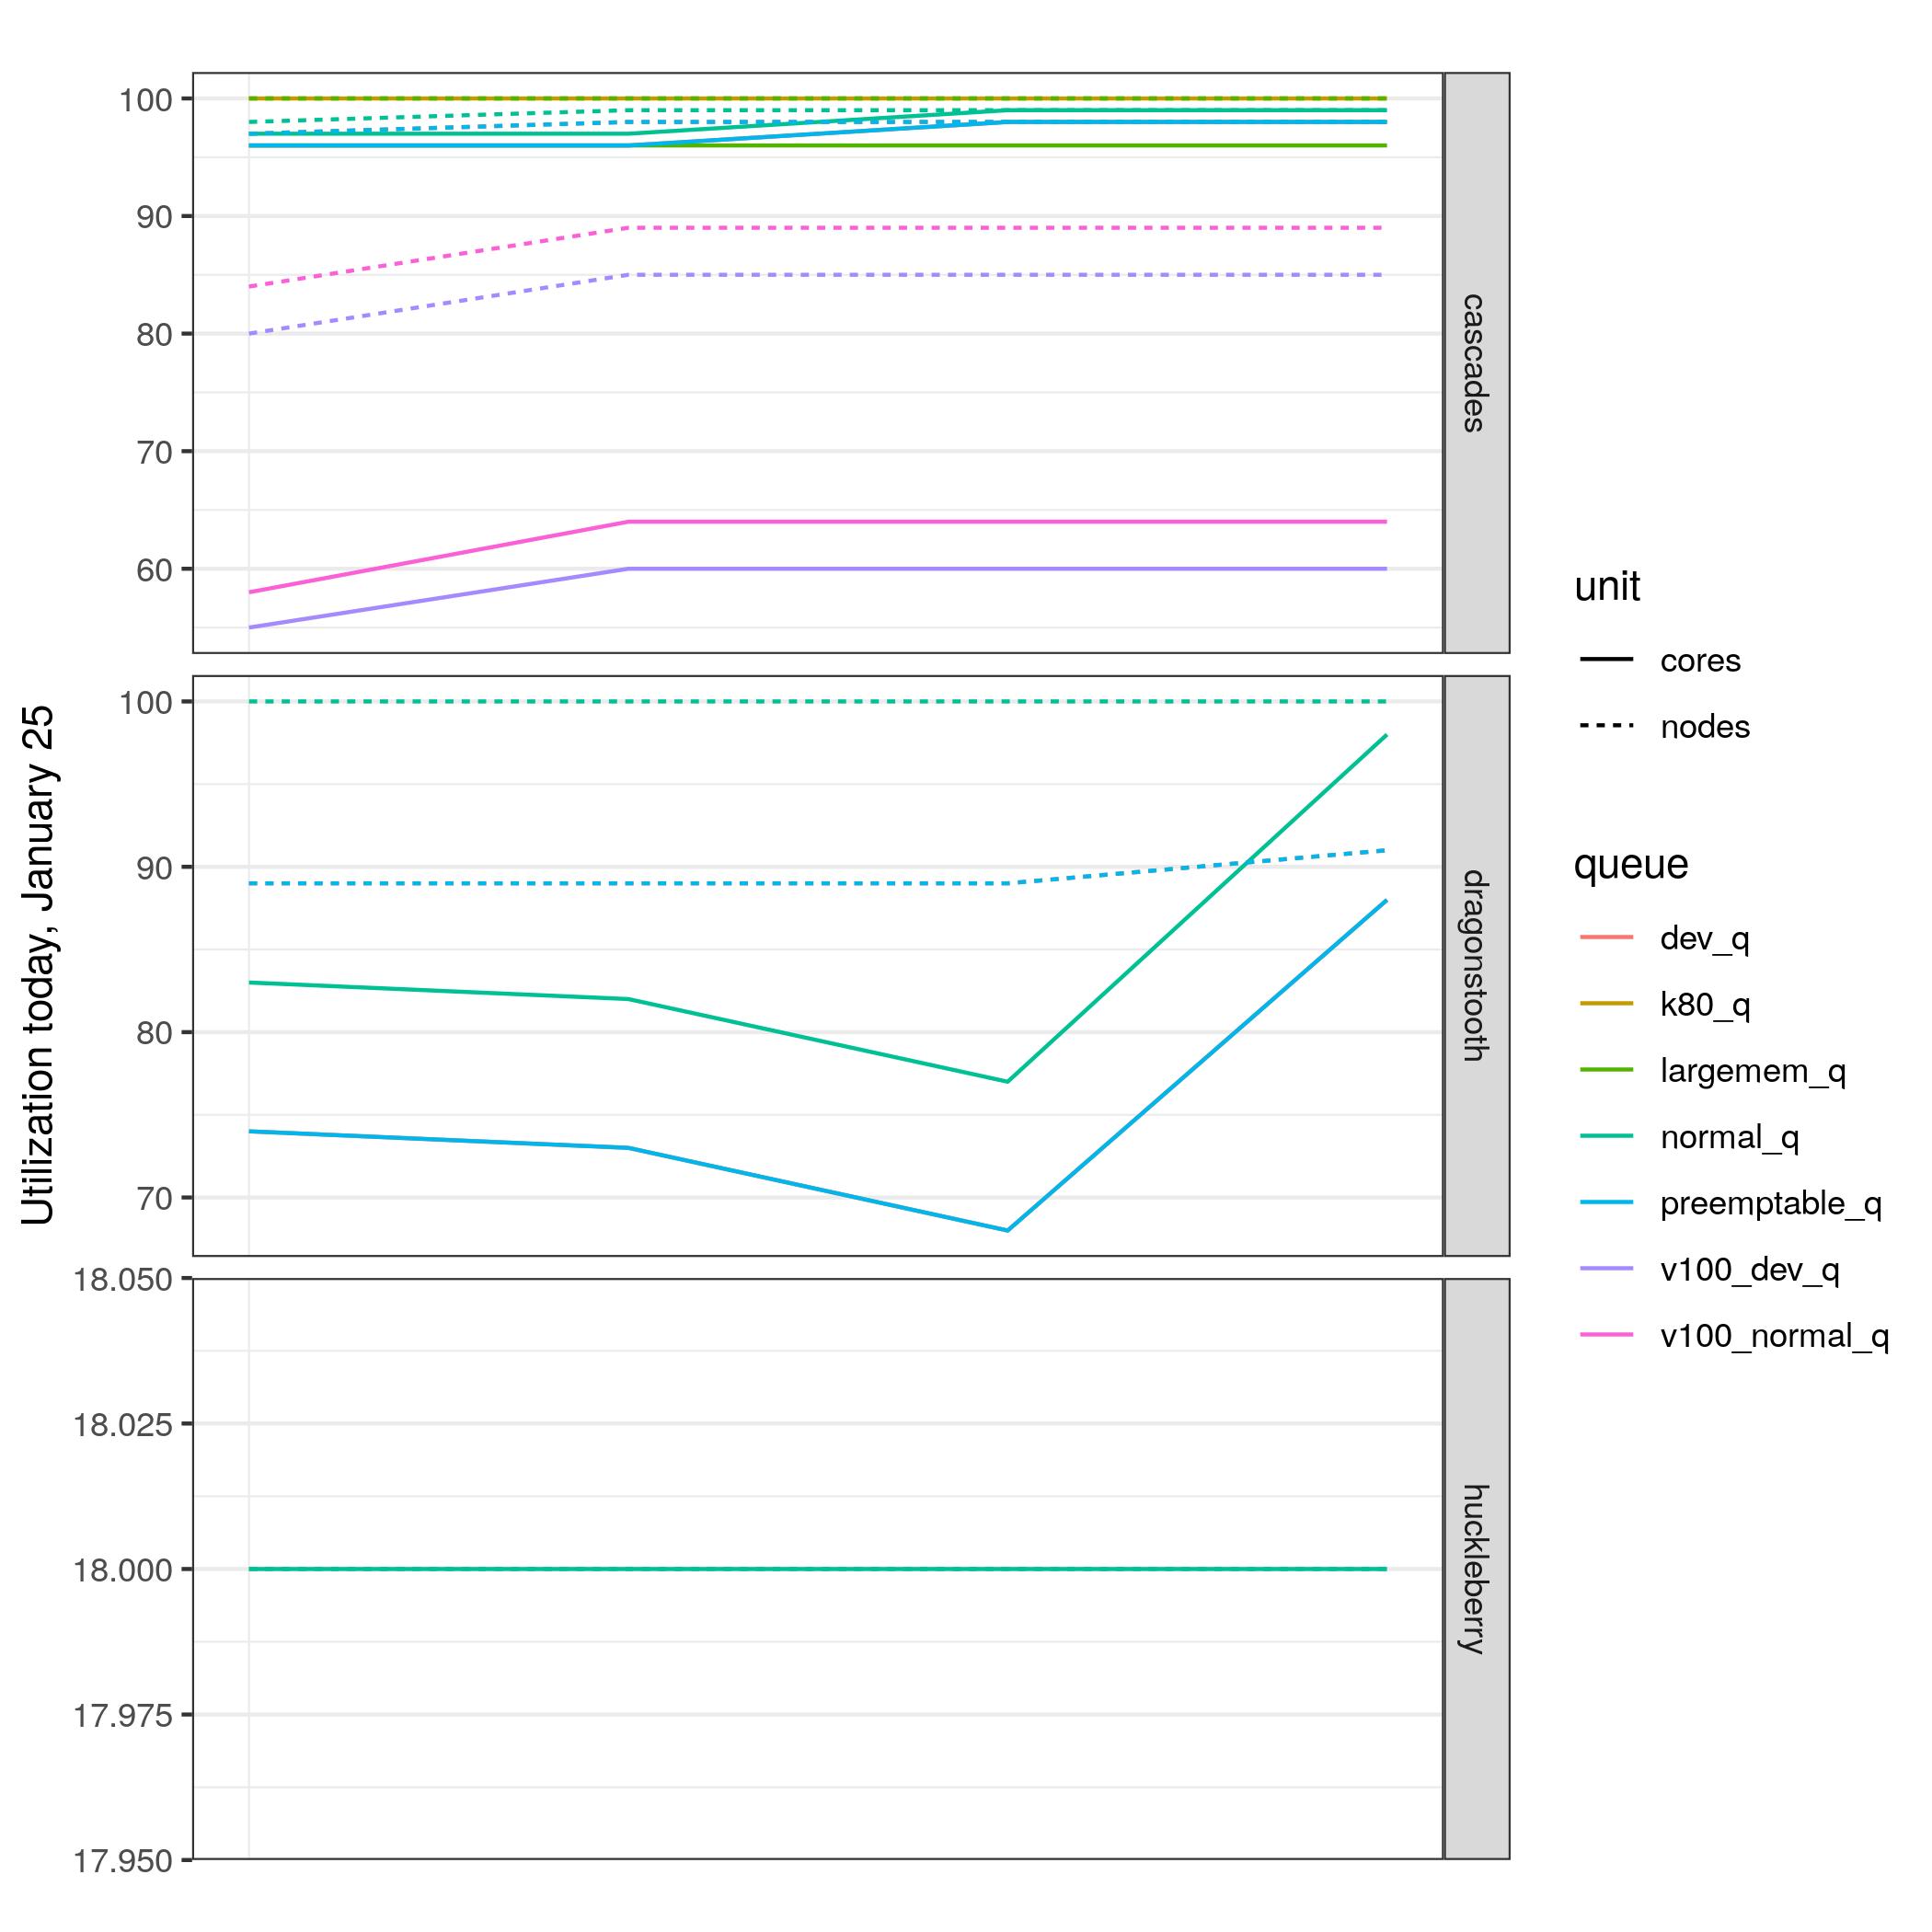 Utilization today, January 25
100
90
80
70
60
cascades
100
90
80
70
dragonstooth
18.050
18.025
18.000
17.975
17.950
huckleberry
unit
cores
nodes
queue
dev_q
k80_q
largemem_q
normal_q
preemptable_q
v100_dev_q
v100_normal_q